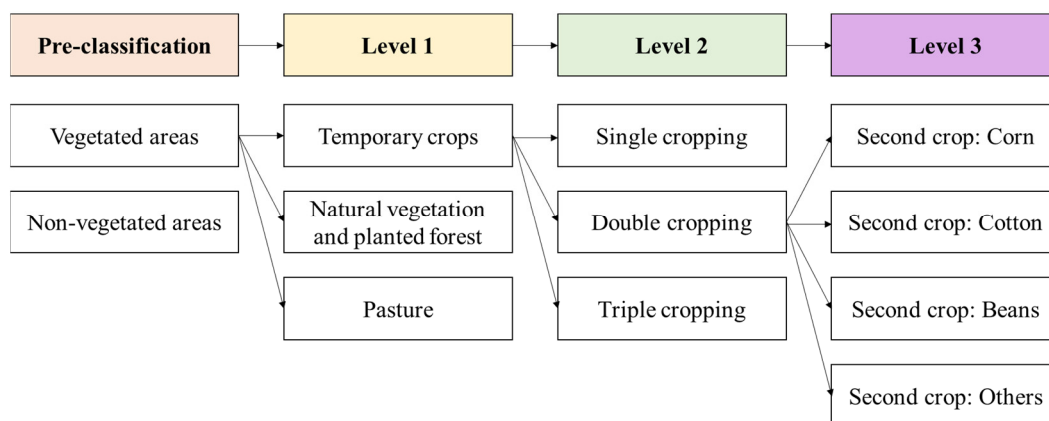 Pre-classification
Level 1
Level 2
Level 3
Vegetated areas
Temporary crops
Single cropping
Second crop: Corn
Non-vegetated areas
Natural vegetation
and planted forest
Double cropping
Second crop: Cotton
Pasture
Triple cropping
Second crop: Beans
Second crop: Others